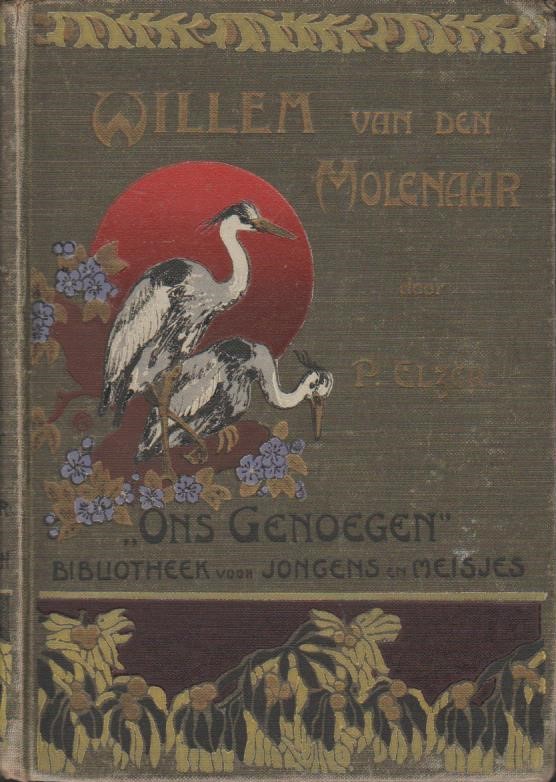 WILLEM VAN DEN
MOLENAAR
door
P. ELZER
„ONS GENOEGEN"
BIBLIOTHEEK VOOR JONGENS EN MEISJES